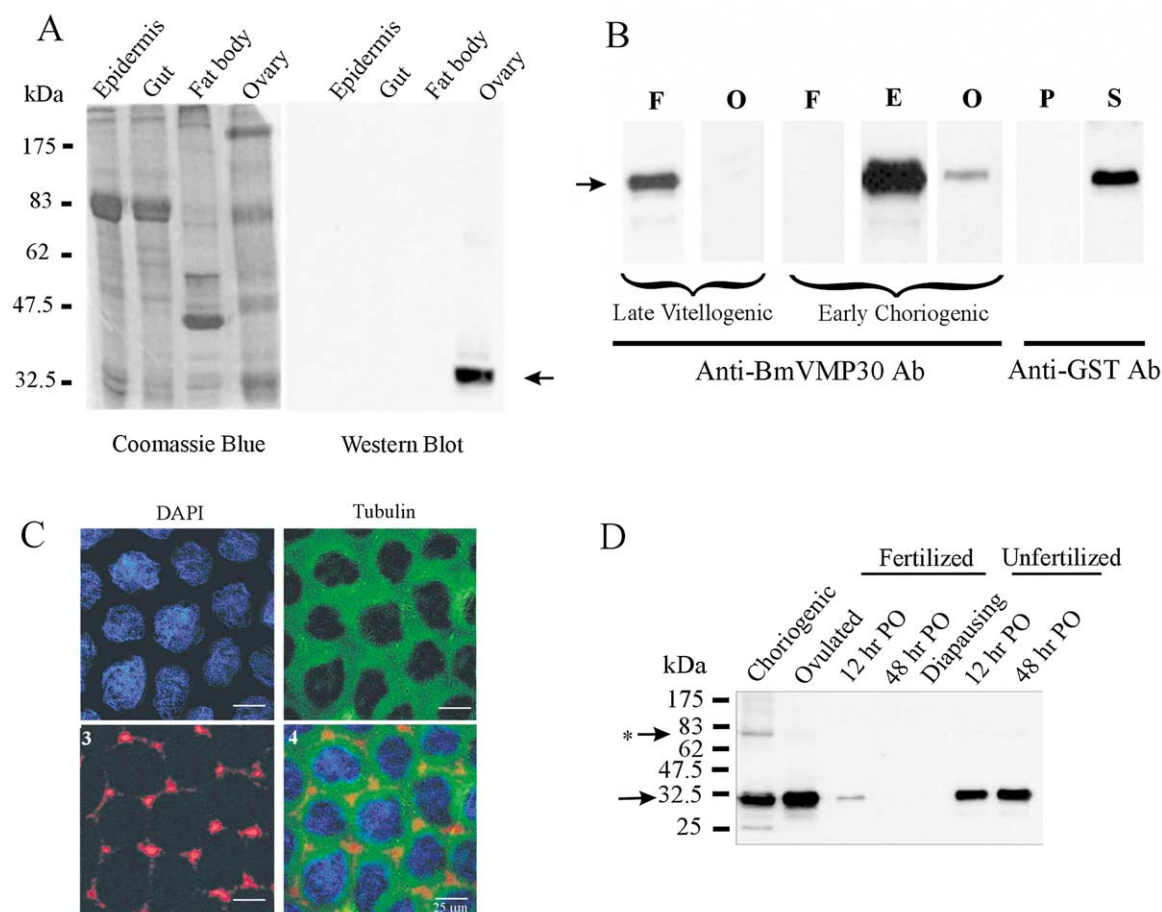 A
Epidermis
Gut
Fat body
Ovary
Epidermis
Gut
Fat body
Ovary
kDa
175
83
62
47.5
32.5
Coomassie Blue
Western Blot
B
F O F E O P S
Late Vitellogenic
Early Choriogenic
Anti-BmVMP30 Ab
Anti-GST Ab
C
DAPI
Tubulin
3
4
25 µm
D
Fertilized
Unfertilized
Choriogenic
Ovulated
12 hr PO
48 hr PO
Diapausing
12 hr PO
48 hr PO
kDa
175
83
*
62
47.5
32.5
25